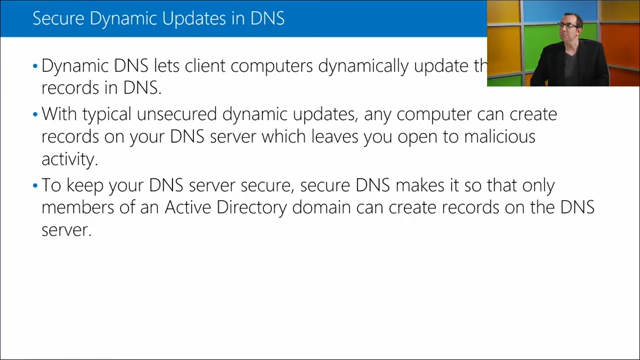 Secure Dynamic Updates in DNS
• Dynamic DNS lets client computers dynamically update
records in DNS.
• With typical unsecured dynamic updates, any computer can create
records on your DNS server which leaves you open to malicious
activity.
• To keep your DNS server secure, secure DNS makes it so that only
members of an Active Directory domain can create records on the DNS
server.